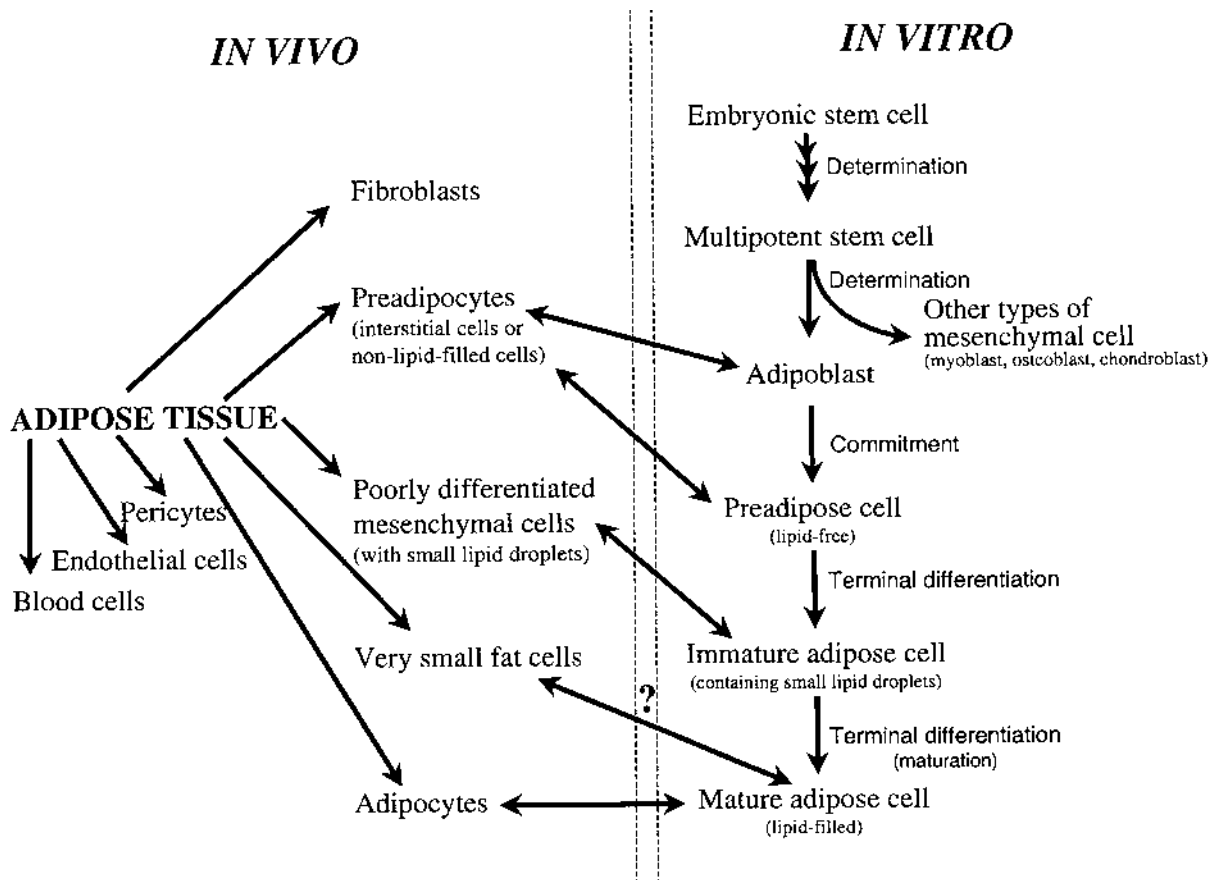 IN VIVO
Fibroblasts
Preadipocytes
(interstitial cells or
non-lipid-filled cells)
ADIPOSE TISSUE
Pericytes
Endothelial cells
Blood cells
Poorly differentiated
mesenchymal cells
(with small lipid droplets)
Very small fat cells
Adipocytes
?
IN VITRO
Embryonic stem cell
Determination
Multipotent stem cell
Determination
Other types of
mesenchymal cell
(myoblast, osteoblast, chondroblast)
Adipoblast
Commitment
Preadipose cell
(lipid-free)
Terminal differentiation
Immature adipose cell
(containing small lipid droplets)
Terminal differentiation
(maturation)
Mature adipose cell
(lipid-filled)